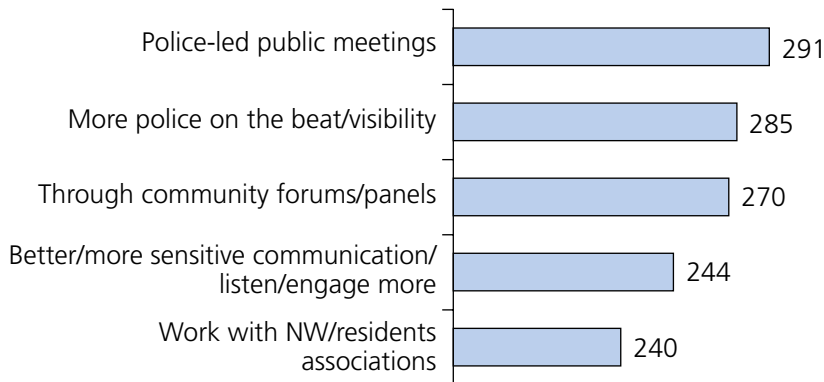 Police-led public meetings
291
More police on the beat/visibility
285
Through community forums/panels
270
Better/more sensitive communication/
listen/engage more
244
Work with NW/residents
associations
240